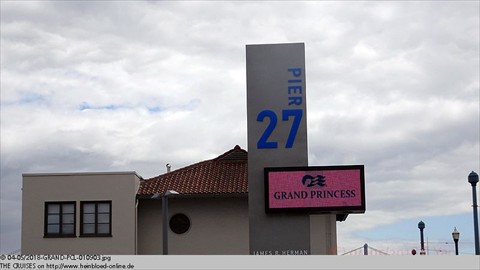 PIER
27
GRAND PRINCESS
JAMES R. HERMAN
© 04-05/2018-GRAND-PCL-010503.jpg
THE CRUISES on http://www.heinbloed-online.de